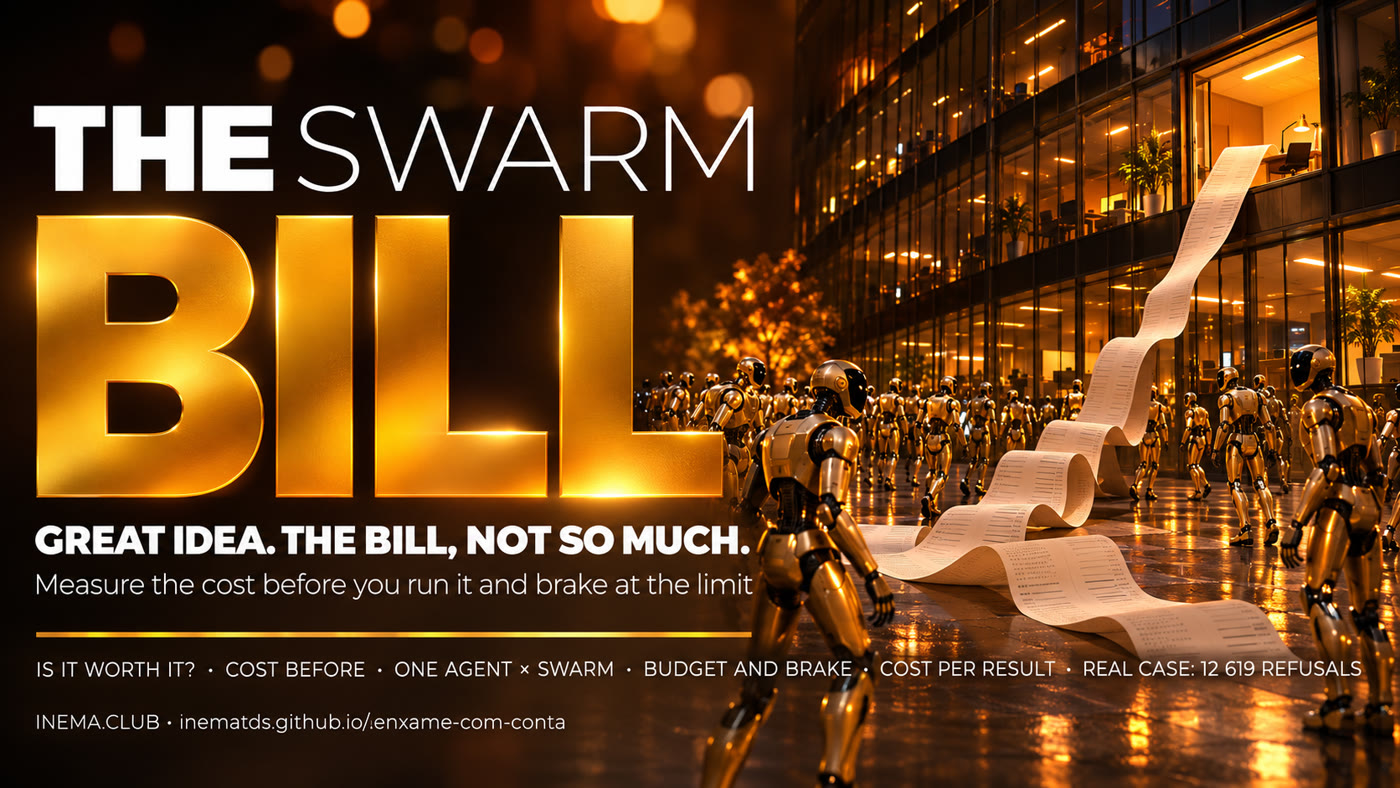 THE SWARM
BILL
GREAT IDEA. THE BILL, NOT SO MUCH.
Measure the cost before you run it and brake at the limit
IS IT WORTH IT? • COST BEFORE • ONE AGENT × SWARM • BUDGET AND BRAKE • COST PER RESULT • REAL CASE: 12 619 REFUSALS
INEMA.CLUB • inematds.github.io/.enxame-com-conta